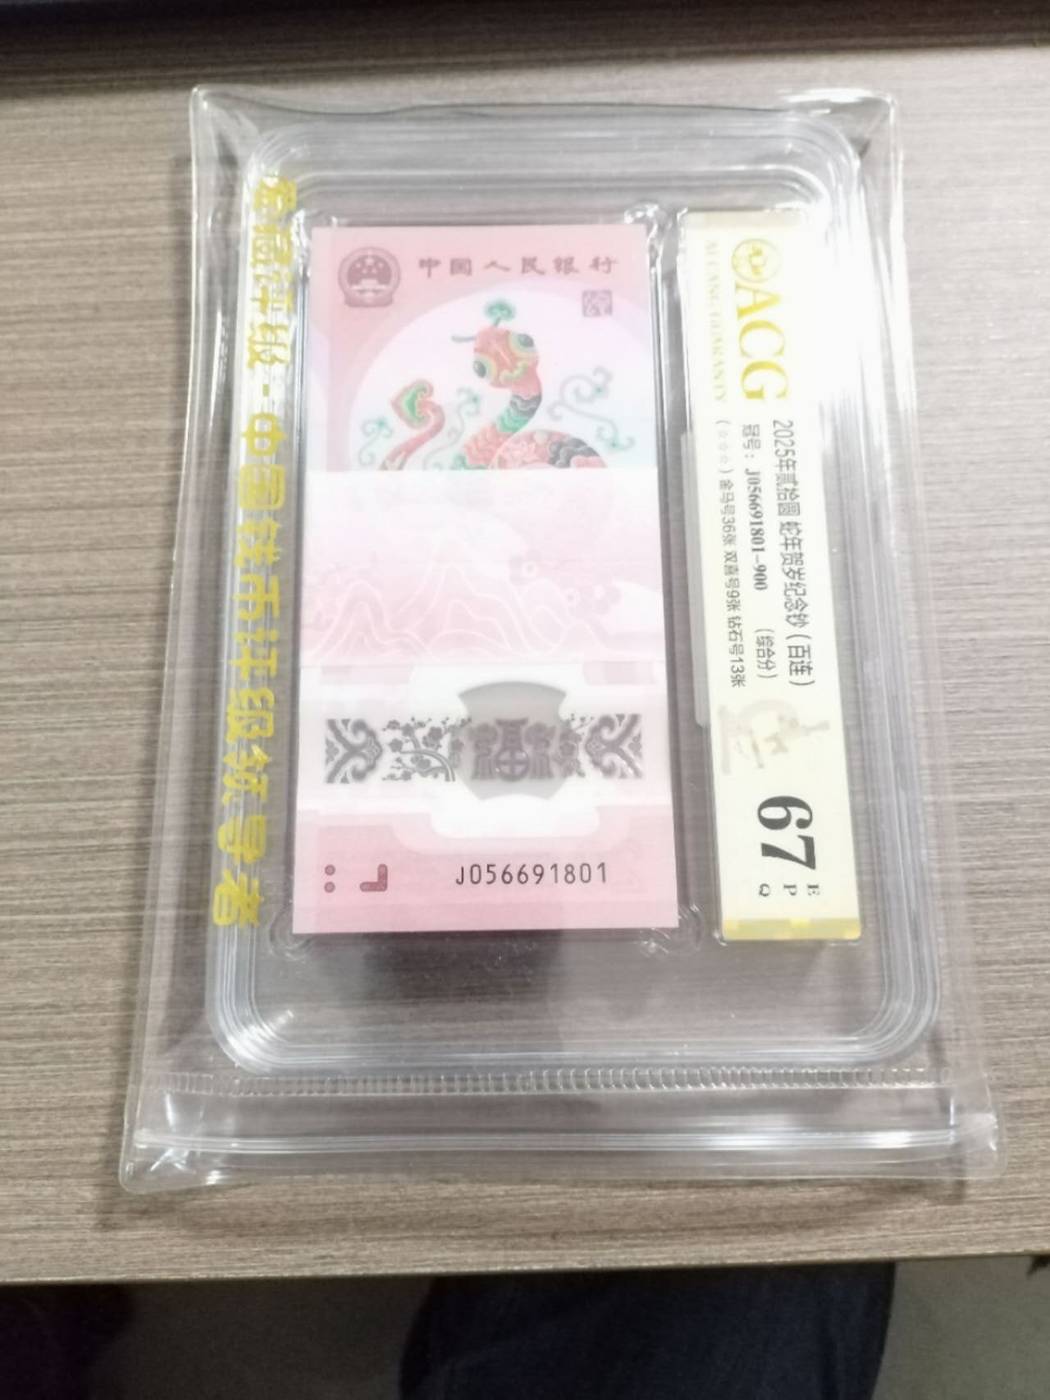 中国人民银行
J056691801
爱藏评级-中国钱币评级领导者
ACG
AI CANG GUARANTY
2025年贰拾圆 蛇年贺岁纪念钞（百连）
冠号：J056691801-900 （综合分）
（☆☆☆）金马号36张 双喜号9张 钻石号13张
67
E
P
Q